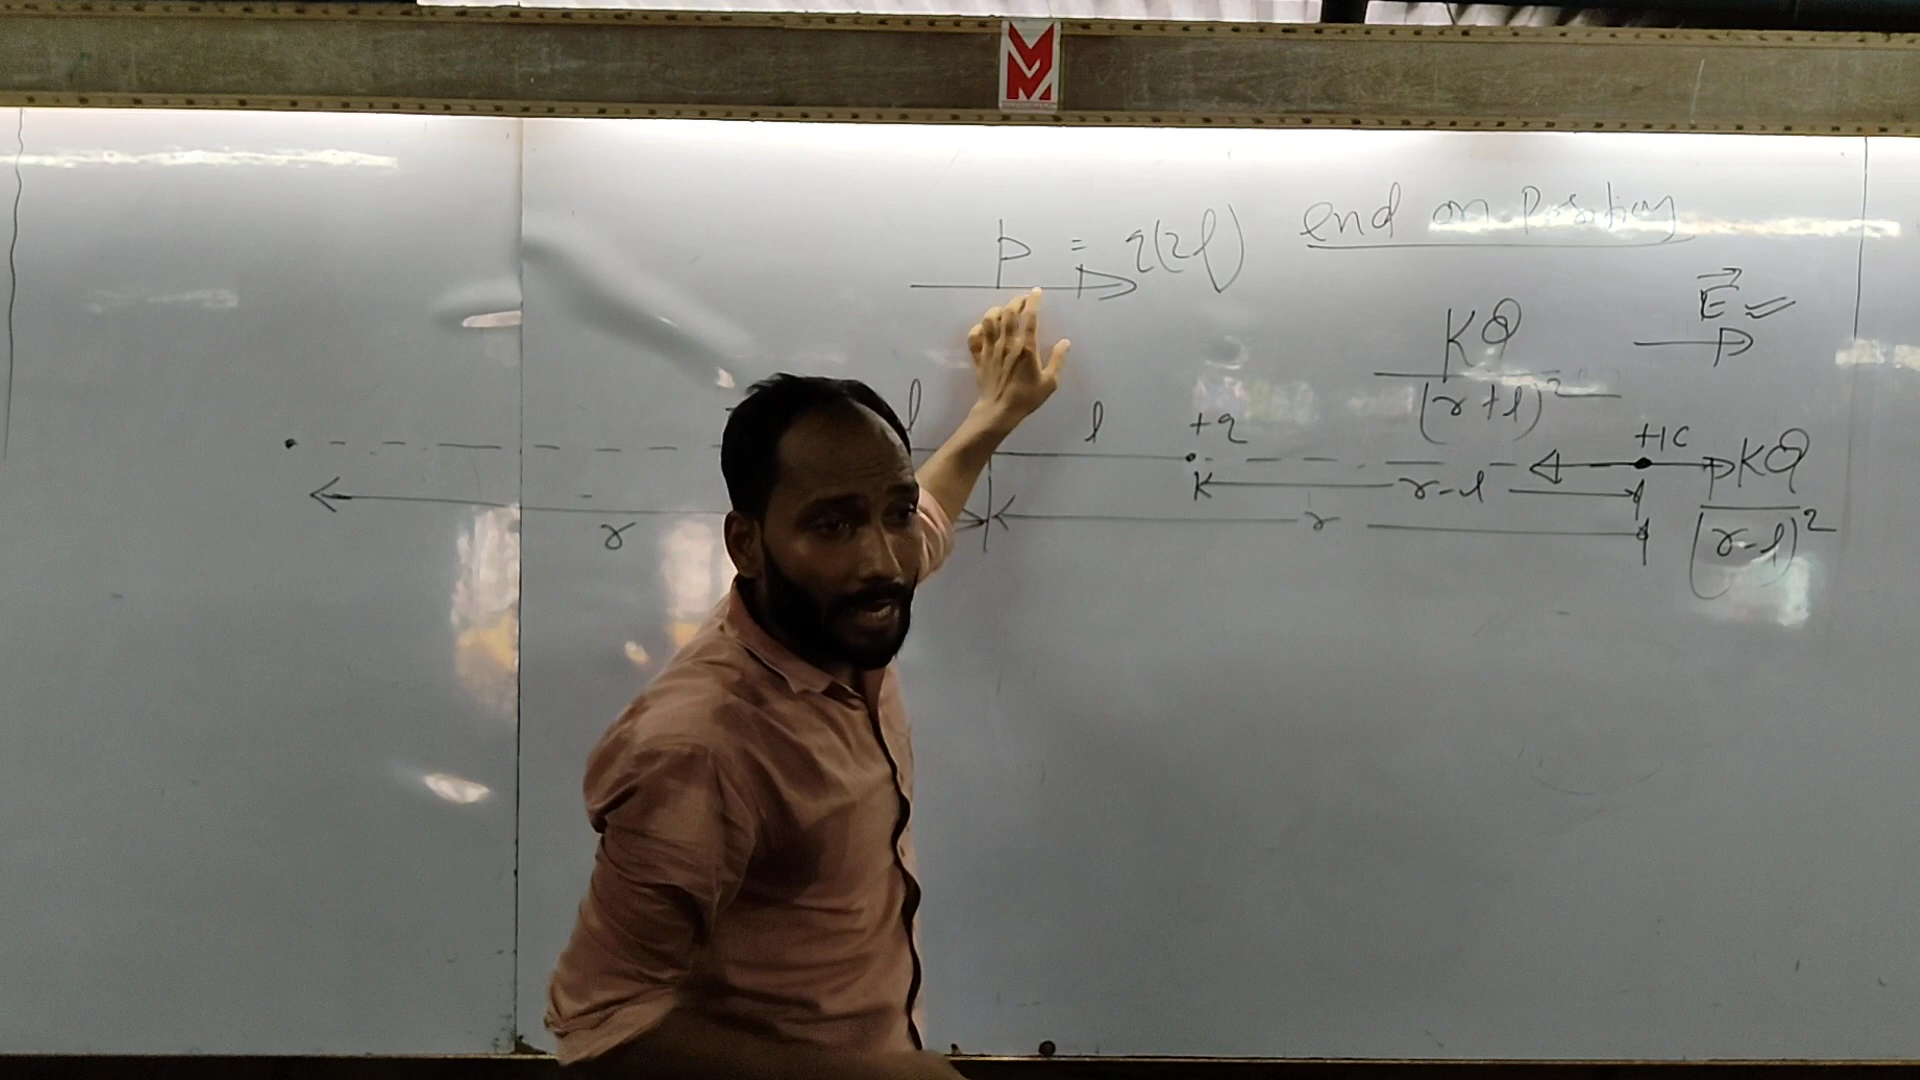 p = q(2l)
end on position
E
KQ
(r+l)²
l
l
+q
+1C
KQ
(r-l)²
r-l
r
r